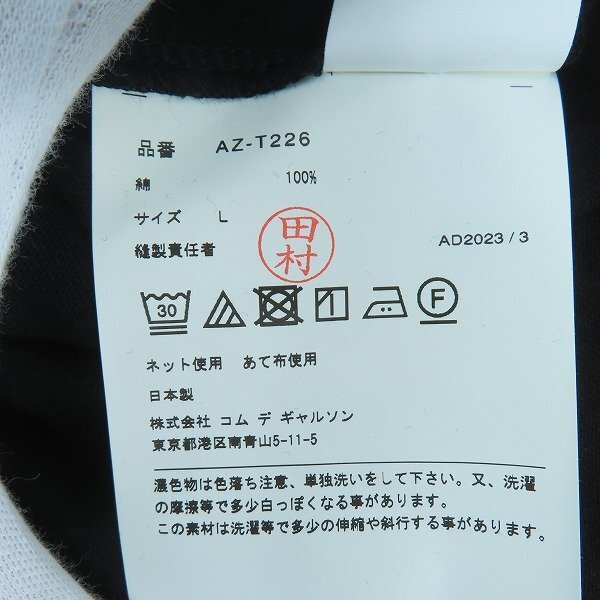 品番 AZ-T226
綿 100%
サイズ L
田村
縫製責任者
AD2023/3
30 F
ネット使用 あて布使用
日本製
株式会社 コム デ ギャルソン
東京都港区南青山5-11-5
濃色物は色落ち注意、単独洗いをして下さい。又、洗濯
の摩擦等で多少白っぽくなる事があります。
この素材は洗濯等で多少の伸縮や斜行する事があります。